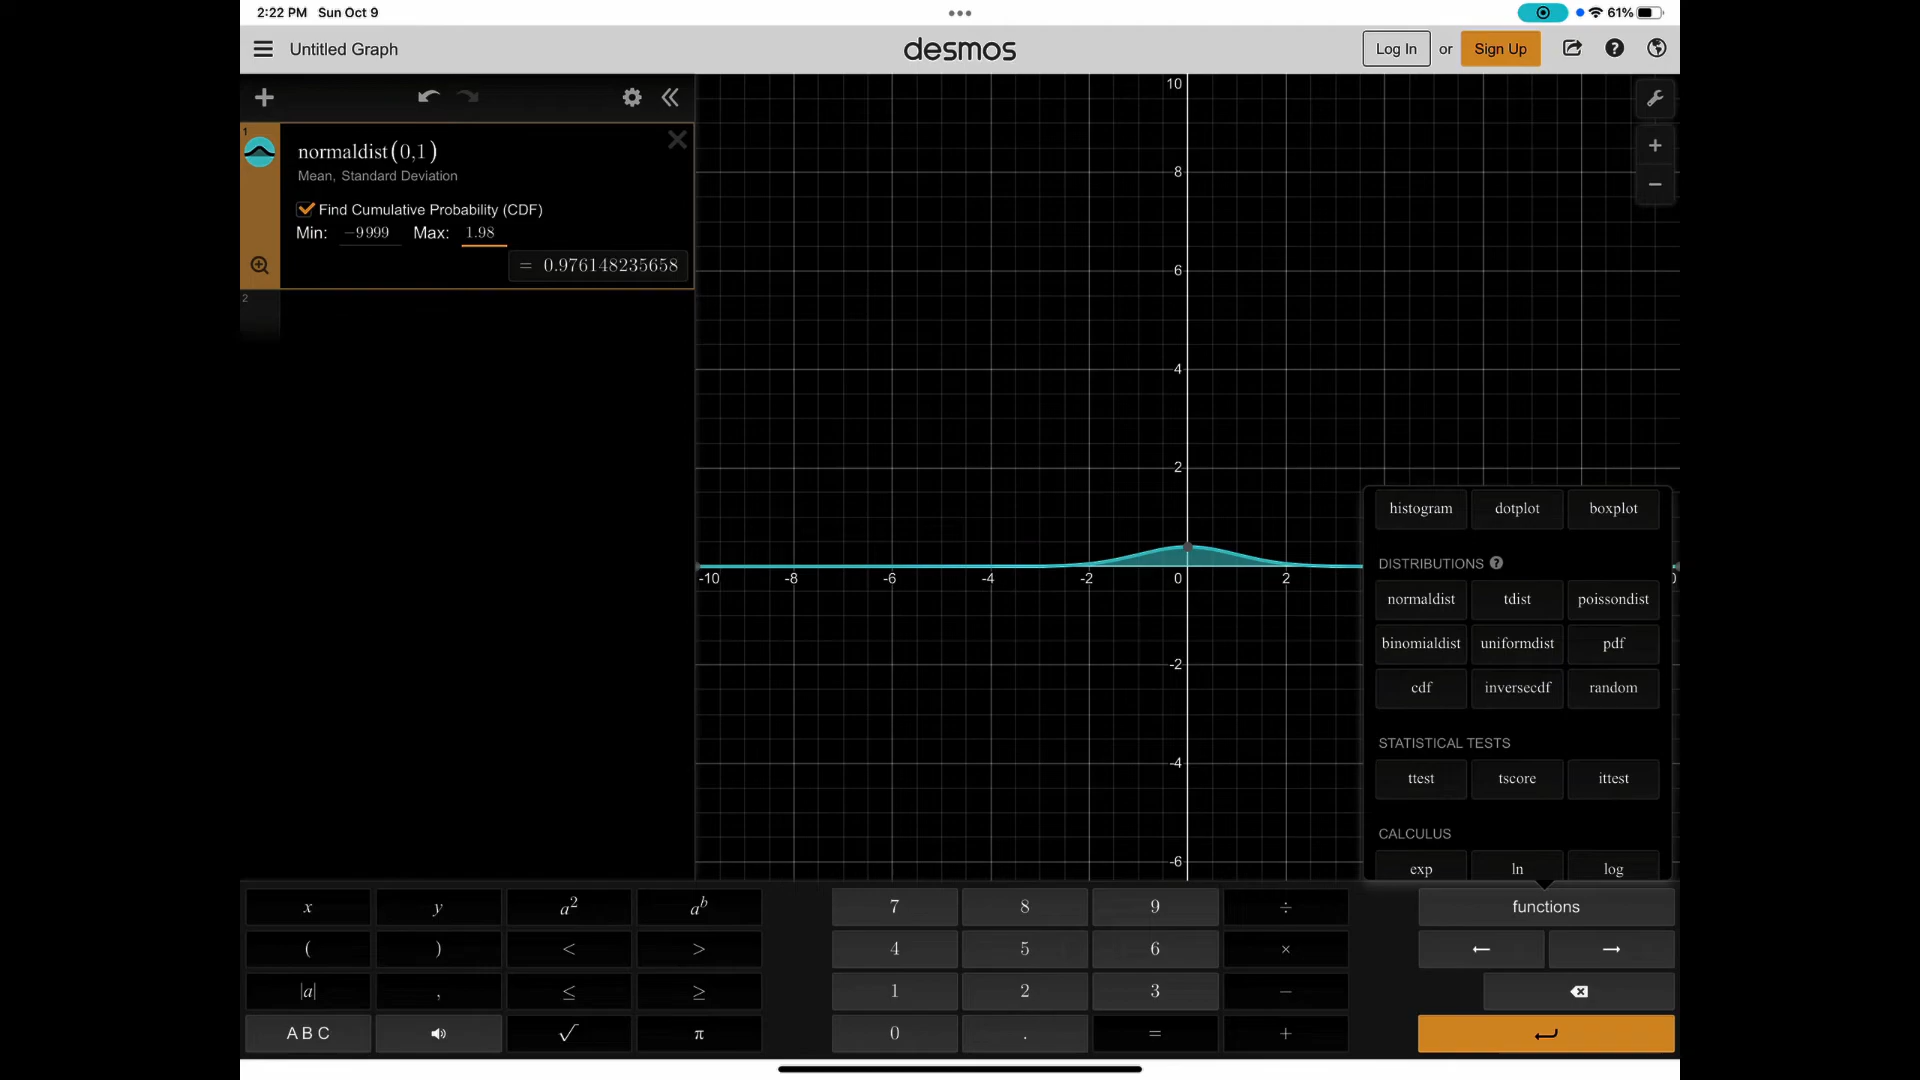 2:22 PM Sun Oct 9
61%
Untitled Graph
desmos
Log In or Sign Up
1
normaldist(0,1)
Mean, Standard Deviation
Find Cumulative Probability (CDF)
Min: −9999 Max: 1.98
= 0.976148235658
2
10
8
6
4
2
-10 -8 -6 -4 -2 0 2
-2
-4
-6
histogram dotplot boxplot
DISTRIBUTIONS
normaldist tdist poissondist
binomialdist uniformdist pdf
cdf inversecdf random
STATISTICAL TESTS
ttest tscore ittest
CALCULUS
exp ln log
x y a² aᵇ 7 8 9 ÷ functions
( ) < > 4 5 6 × ← →
|a| , ≤ ≥ 1 2 3 −
A B C √ π 0 . = +